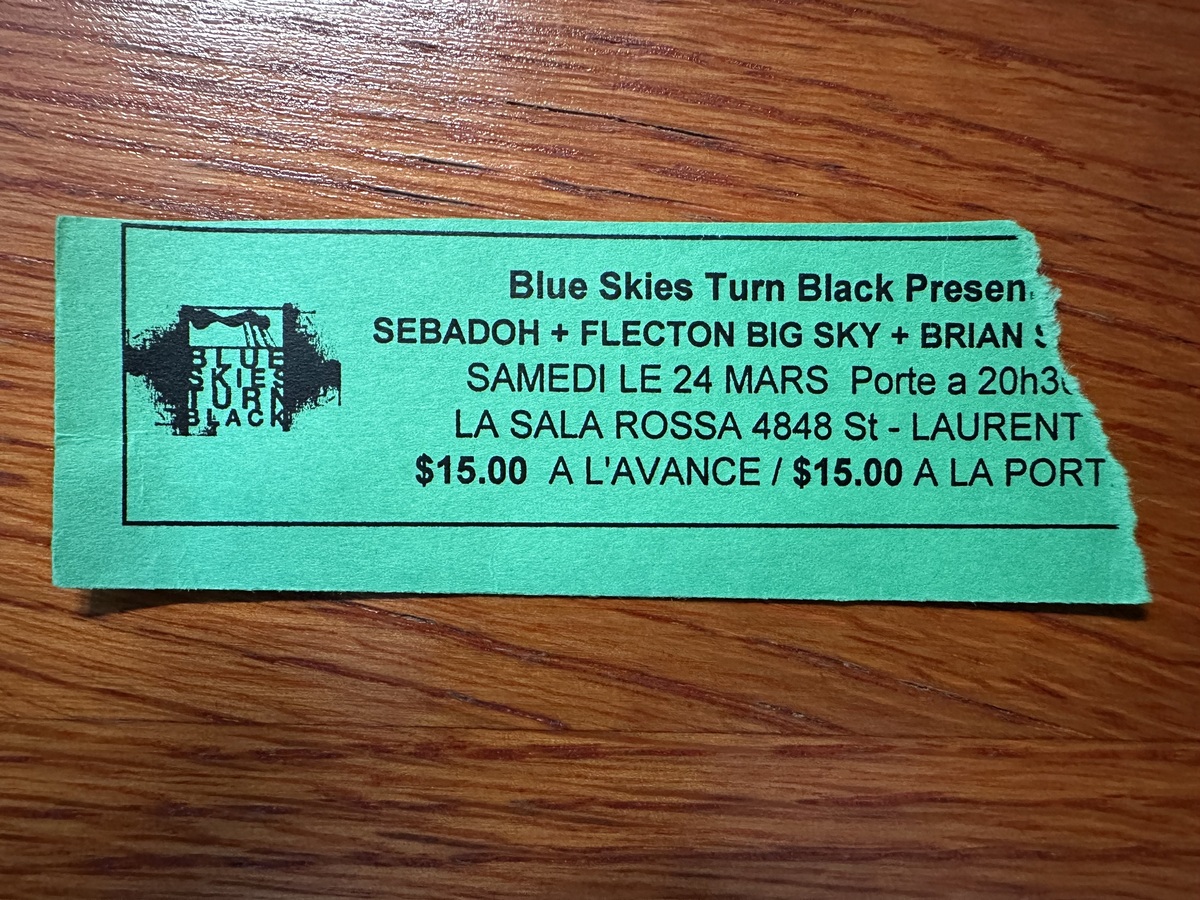 BLUE
SKIES
TURN
BLACK
Blue Skies Turn Black Presen
SEBADOH + FLECTON BIG SKY + BRIAN
SAMEDI LE 24 MARS Porte a 20h3
LA SALA ROSSA 4848 St - LAURENT
$15.00 A L'AVANCE / $15.00 A LA PORT